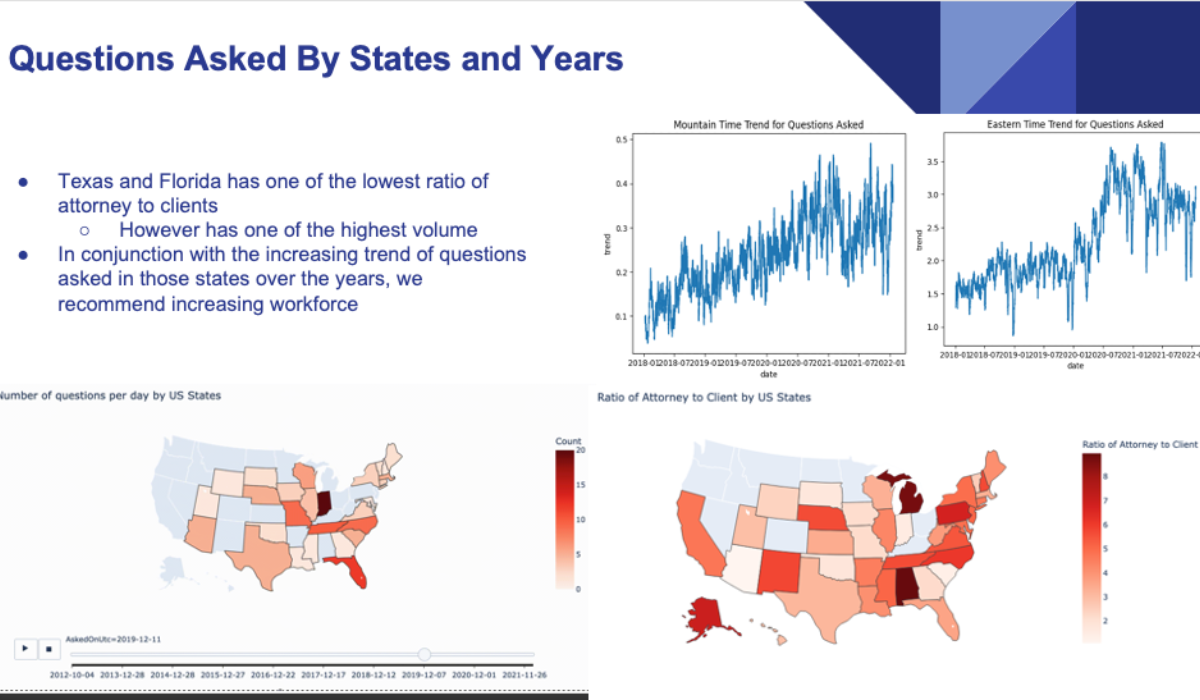 Questions Asked By States and Years
● Texas and Florida has one of the lowest ratio of
attorney to clients
○ However has one of the highest volume
● In conjunction with the increasing trend of questions
asked in those states over the years, we
recommend increasing workforce
Mountain Time Trend for Questions Asked
trend
0.5
0.4
0.3
0.2
0.1
2018-01 2018-07 2019-01 2019-07 2020-01 2020-07 2021-01 2021-07 2022-01
date
Eastern Time Trend for Questions Asked
trend
3.5
3.0
2.5
2.0
1.5
1.0
2018-01 2018-07 2019-01 2019-07 2020-01 2020-07 2021-01 2021-07 2022-
date
Number of questions per day by US States
Count
20
15
10
5
0
AskedOnUtc=2019-12-11
2012-10-04 2013-12-28 2014-12-28 2015-12-27 2016-12-22 2017-12-17 2018-12-12 2019-12-07 2020-12-01 2021-11-26
Ratio of Attorney to Client by US States
Ratio of Attorney to Client
8
7
6
5
4
3
2